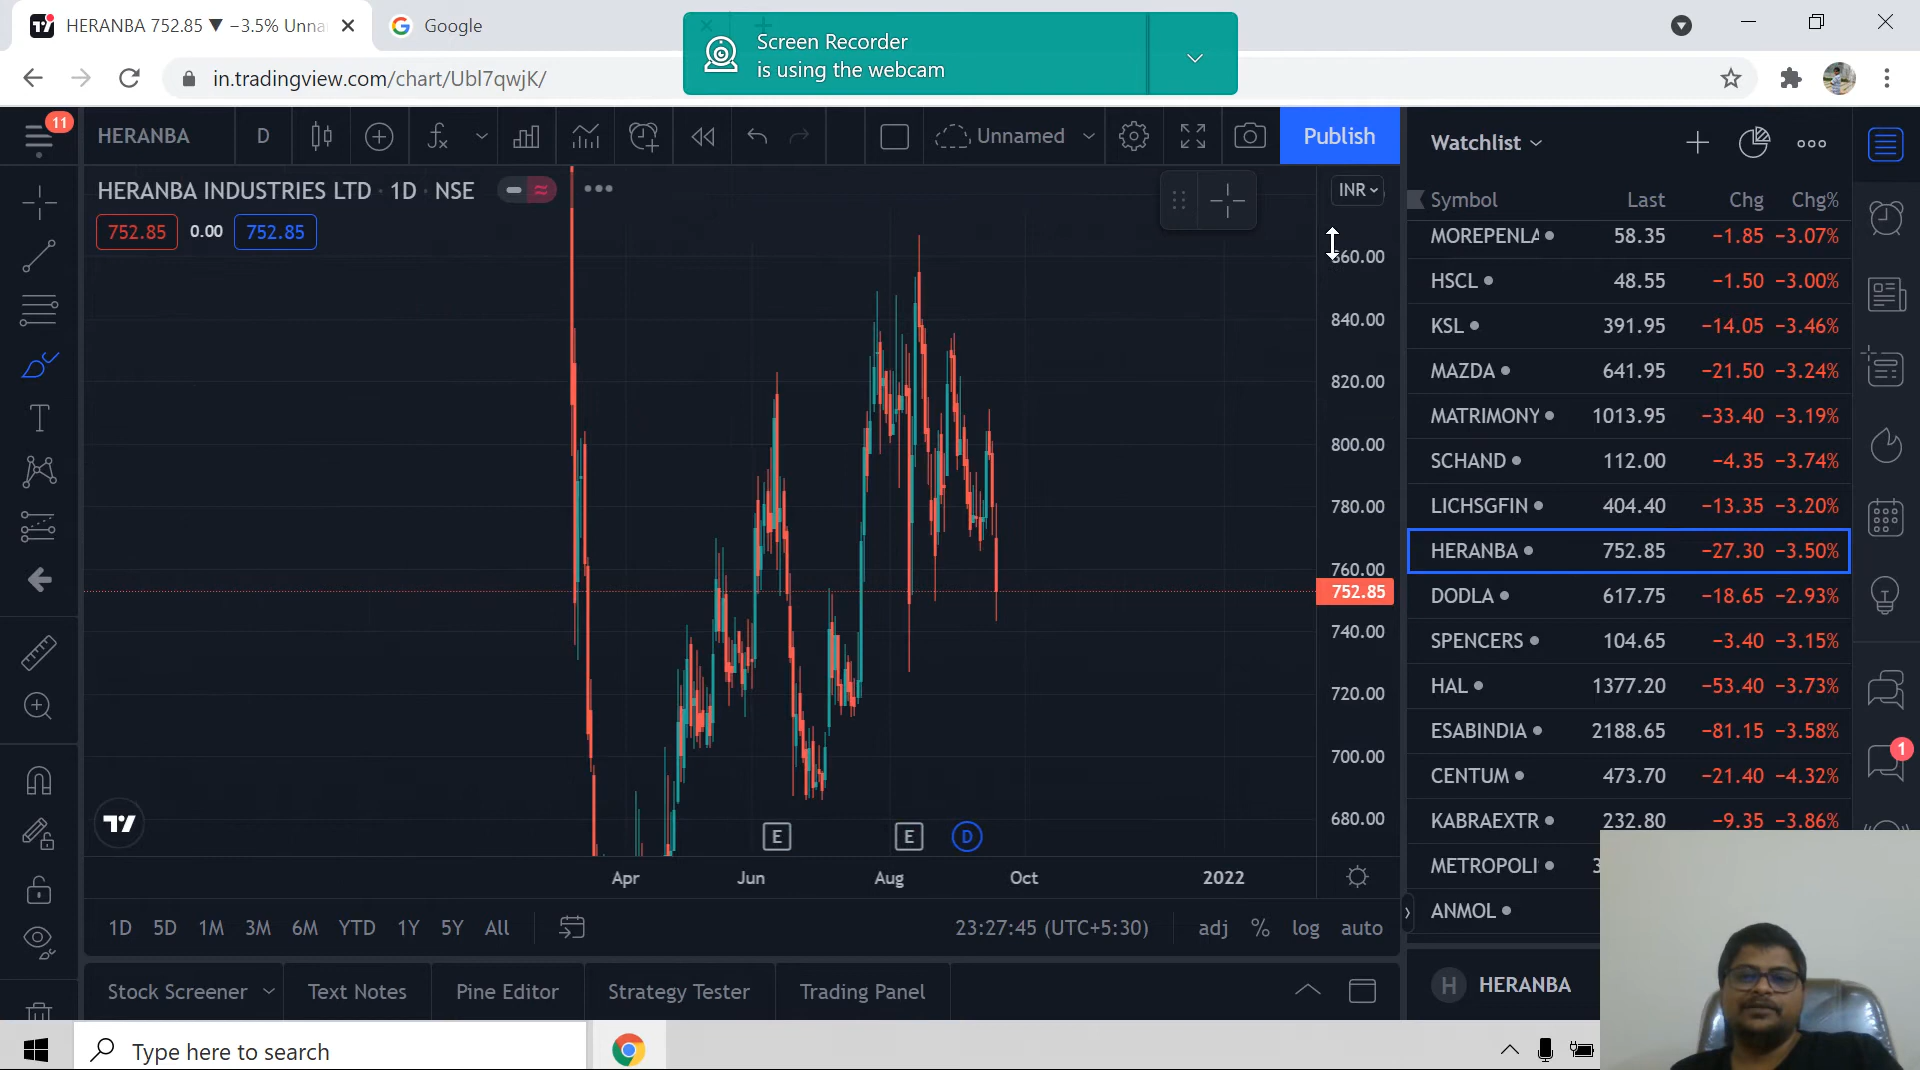 HERANBA 752.85 ▼ −3.5% Unna
Google
Screen Recorder
is using the webcam
in.tradingview.com/chart/Ubl7qwjK/
11
HERANBA
D
Unnamed
Publish
HERANBA INDUSTRIES LTD · 1D · NSE
752.85
0.00
752.85
INR
860.00
840.00
820.00
800.00
780.00
760.00
752.85
740.00
720.00
700.00
680.00
E
E
D
Apr
Jun
Aug
Oct
2022
1D 5D 1M 3M 6M YTD 1Y 5Y All
23:27:45 (UTC+5:30)
adj % log auto
Stock Screener
Text Notes
Pine Editor
Strategy Tester
Trading Panel
Watchlist
Symbol Last Chg Chg%
MOREPENLA 58.35 −1.85 −3.07%
HSCL 48.55 −1.50 −3.00%
KSL 391.95 −14.05 −3.46%
MAZDA 641.95 −21.50 −3.24%
MATRIMONY 1013.95 −33.40 −3.19%
SCHAND 112.00 −4.35 −3.74%
LICHSGFIN 404.40 −13.35 −3.20%
HERANBA 752.85 −27.30 −3.50%
DODLA 617.75 −18.65 −2.93%
SPENCERS 104.65 −3.40 −3.15%
HAL 1377.20 −53.40 −3.73%
ESABINDIA 2188.65 −81.15 −3.58%
CENTUM 473.70 −21.40 −4.32%
KABRAEXTR 232.80 −9.35 −3.86%
METROPOLI 3
ANMOL
H HERANBA
1
Type here to search